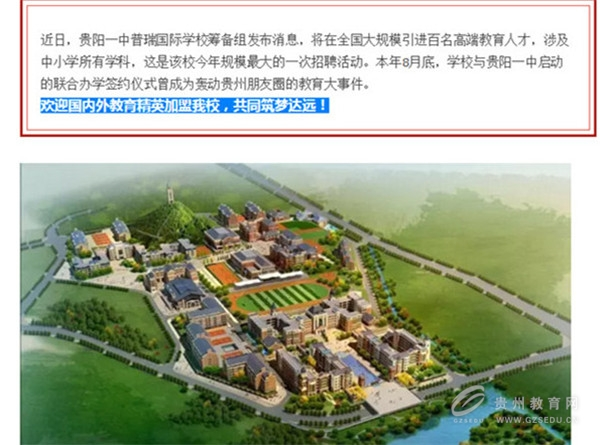 近日，贵阳一中普瑞国际学校筹备组发布消息，将在全国大规模引进百名高端教育人才，涉及
中小学所有学科，这是该校今年规模最大的一次招聘活动。本年8月底，学校与贵阳一中启动
的联合办学签约仪式曾成为轰动贵州朋友圈的教育大事件。
欢迎国内外教育精英加盟我校，共同筑梦达远！
贵州教育网
WWW.GZSEDU.CN